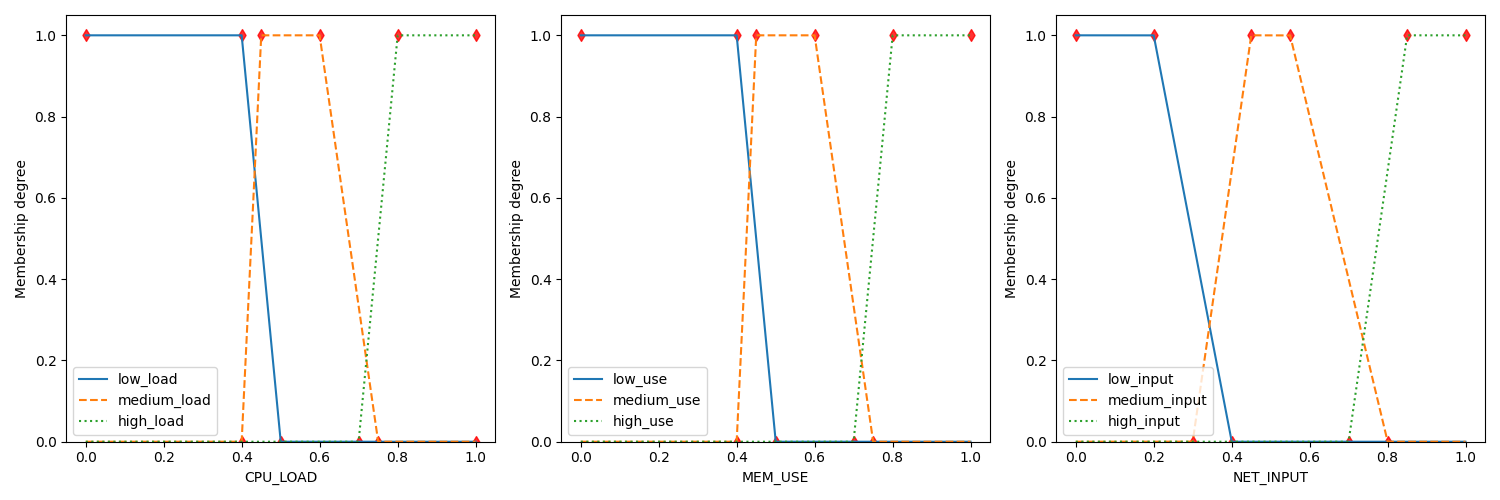 Membership degree
1.0
0.8
0.6
0.4
0.2
0.0
low_load
medium_load
high_load
0.0 0.2 0.4 0.6 0.8 1.0
CPU_LOAD
Membership degree
1.0
0.8
0.6
0.4
0.2
0.0
low_use
medium_use
high_use
0.0 0.2 0.4 0.6 0.8 1.0
MEM_USE
Membership degree
1.0
0.8
0.6
0.4
0.2
0.0
low_input
medium_input
high_input
0.0 0.2 0.4 0.6 0.8 1.0
NET_INPUT